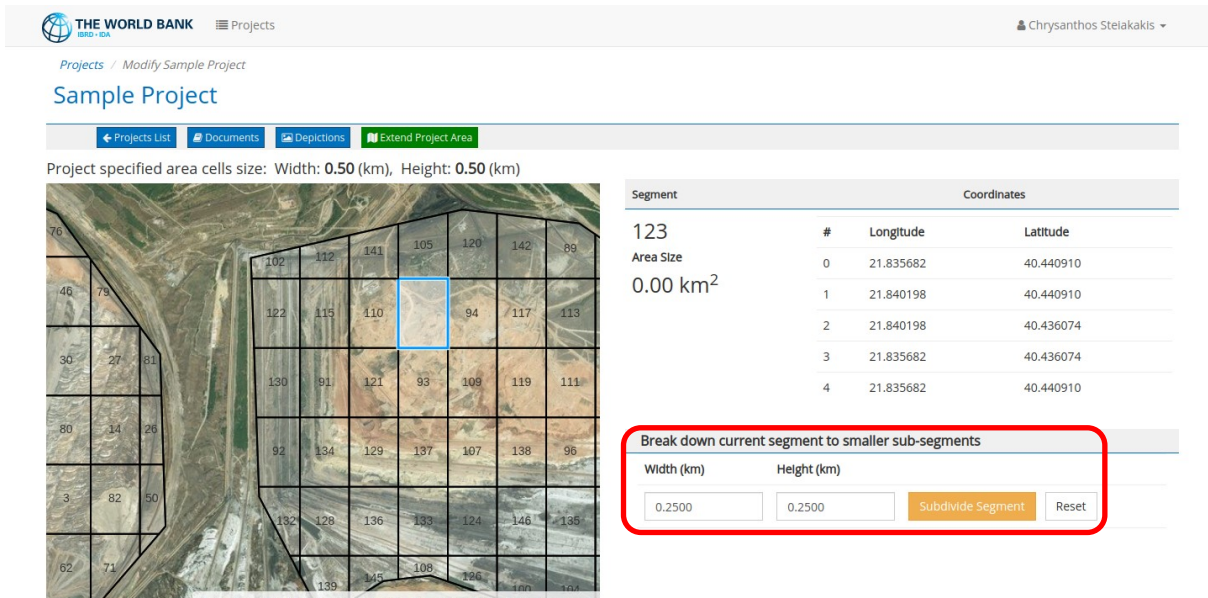 THE WORLD BANK
IBRD • IDA
Projects
Chrysanthos Steiakakis
Projects / Modify Sample Project
Sample Project
Projects List
Documents
Depictions
Extend Project Area
Project specified area cells size: Width: 0.50 (km), Height: 0.50 (km)
Segment Coordinates
123
Area Size
0.00 km²
# Longitude Latitude
0 21.835682 40.440910
1 21.840198 40.440910
2 21.840198 40.436074
3 21.835682 40.436074
4 21.835682 40.440910
Break down current segment to smaller sub-segments
Width (km) Height (km)
0.2500 0.2500 Subdivide Segment Reset
76 102 112 141 105 120 142 89
46 79 122 115 110 94 117 113
30 27 81 130 91 121 93 109 119 111
80 14 26 92 134 129 137 107 138 96
3 82 50 132 128 136 133 124 146 135
62 71 139 145 108 126 100 104